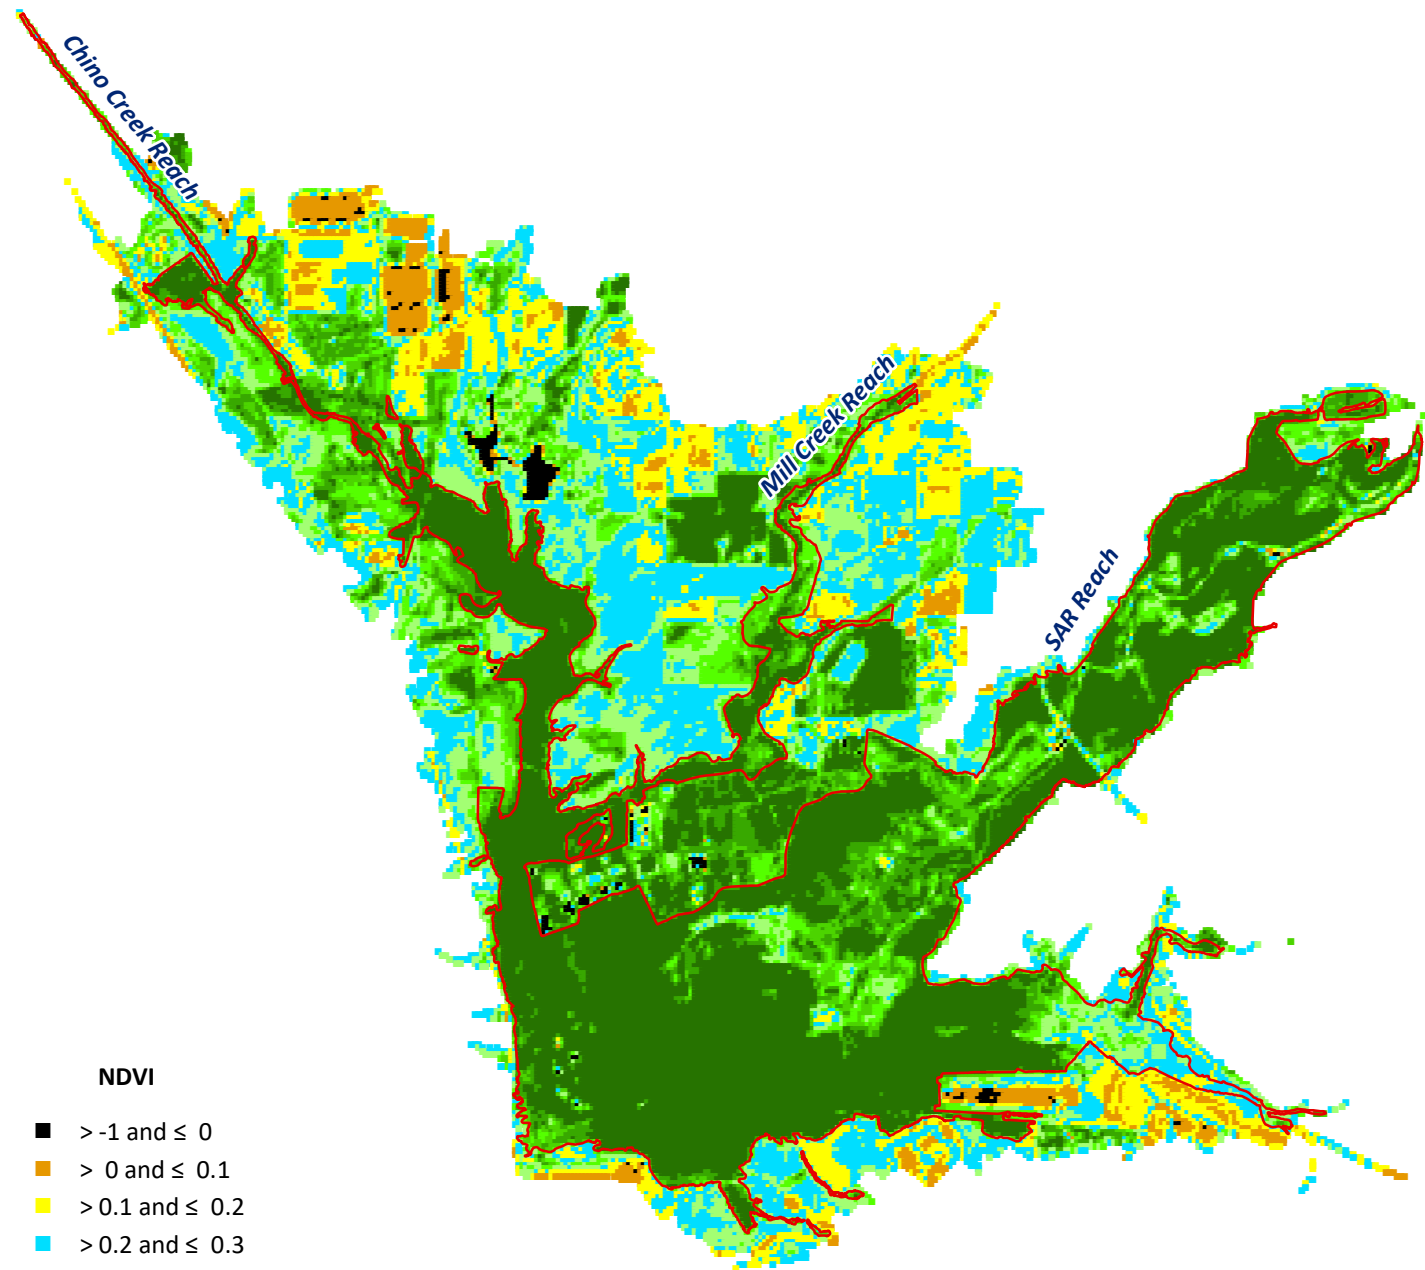 Chino Creek Reach
Mill Creek Reach
SAR Reach
NDVI
> -1 and ≤ 0
> 0 and ≤ 0.1
> 0.1 and ≤ 0.2
> 0.2 and ≤ 0.3